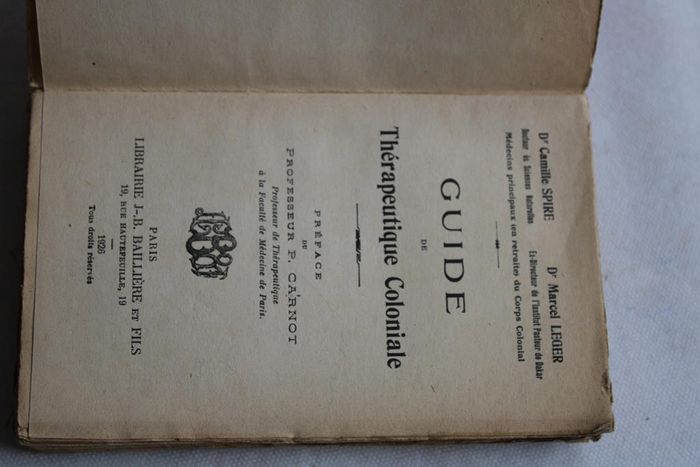 Dr Camille SPIRE
Docteur ès Sciences Naturelles
Dr Marcel LEGER
Ex-Directeur de l'Institut Pasteur de Dakar
Médecins principaux (en retraite) du Corps Colonial
GUIDE
DE
Thérapeutique Coloniale
PRÉFACE
DU
PROFESSEUR P. CARNOT
Professeur de Thérapeutique
à la Faculté de Médecine de Paris.
PARIS
LIBRAIRIE J.-B. BAILLIÈRE ET FILS
19, RUE HAUTEFEUILLE, 19
1926
Tous droits réservés